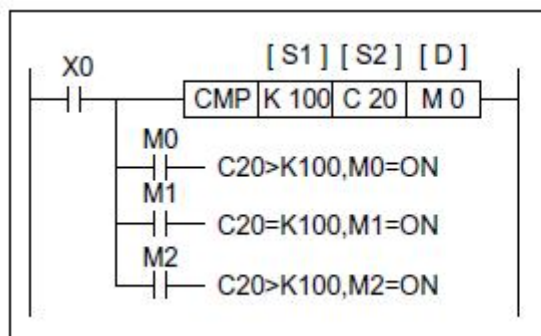 [ S1 ] [ S2 ] [ D ]
X0
CMP K 100 C 20 M 0
M0
C20>K100,M0=ON
M1
C20=K100,M1=ON
M2
C20>K100,M2=ON